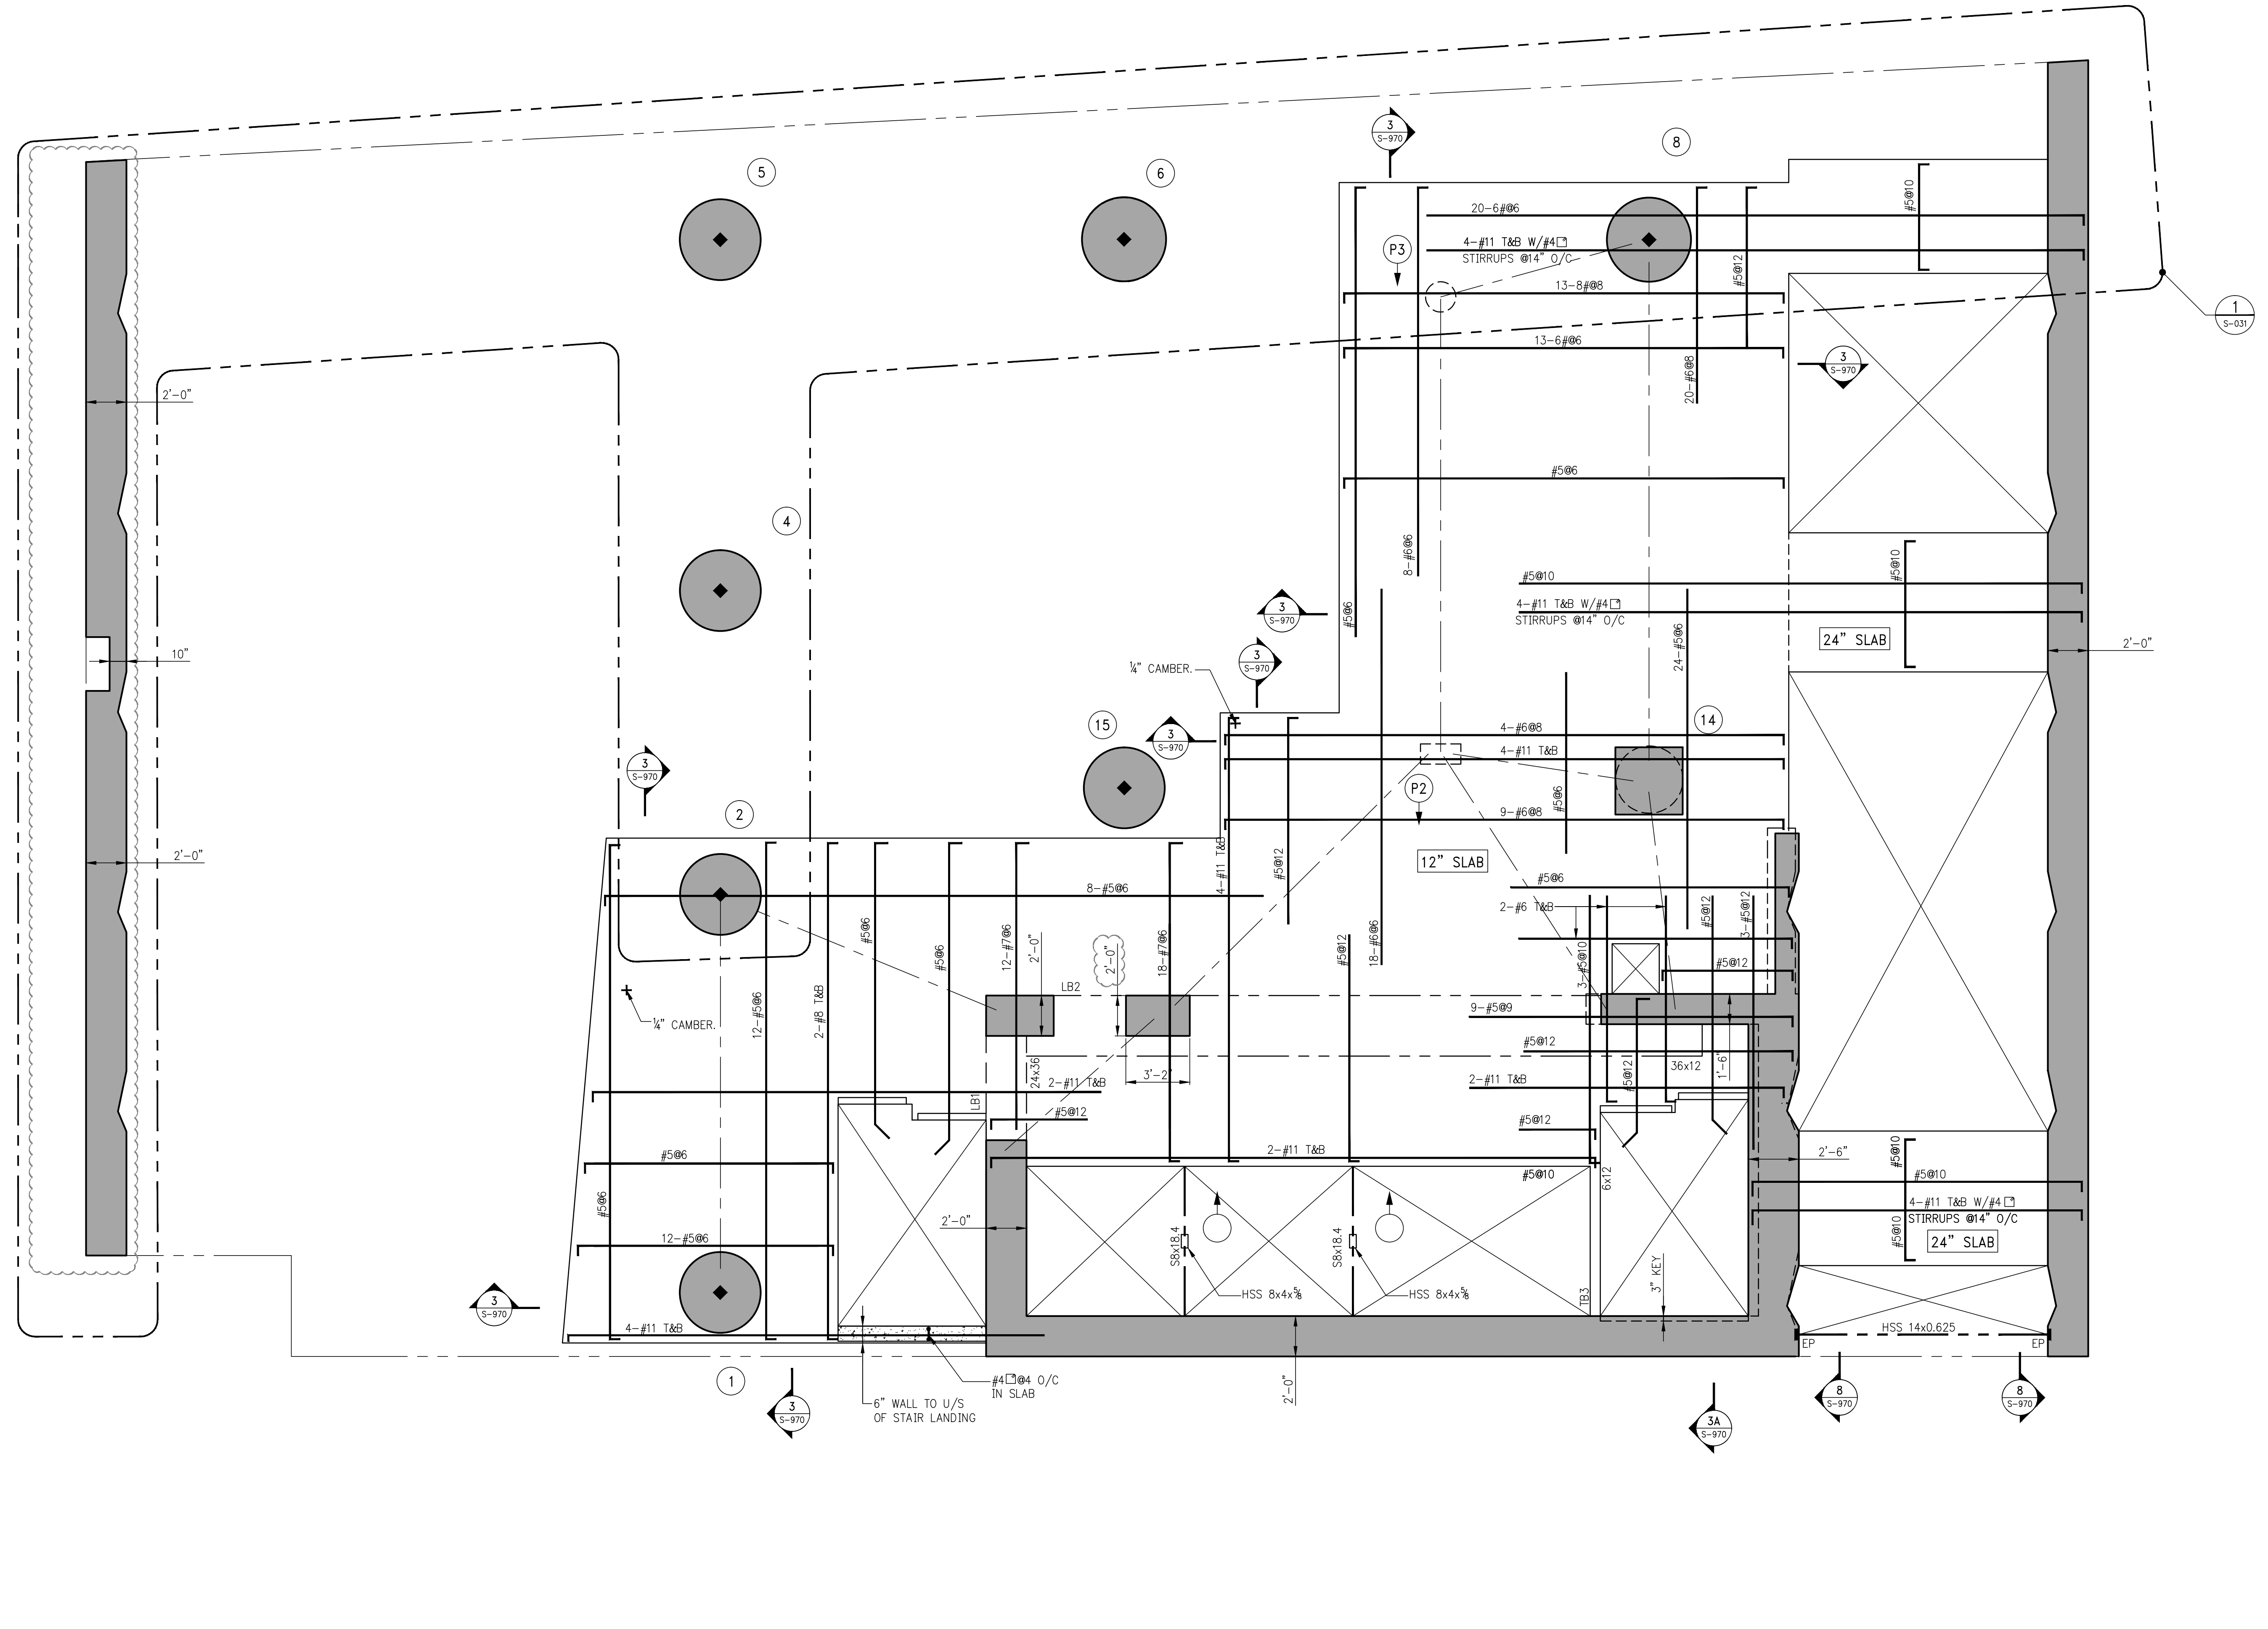 3
S-970
8
5
6
#5@10
20-6#@6
4-#11 T&B W/#4
STIRRUPS @14" O/C
P3
#5@12
13-8#@8
1
S-031
13-6#@6
20-#6@8
3
S-970
2'-0"
#5@6
4
8-#6@6
#5@10
#5@10
4-#11 T&B W/#4
STIRRUPS @14" O/C
3
S-970
#5@6
24-#5@6
24" SLAB
2'-0"
10"
3
S-970
¼" CAMBER.
15
14
3
S-970
4-#6@8
4-#11 T&B
3
S-970
#5@6
P2
2
9-#6@8
2'-0"
12" SLAB
4-#11 T&B
#5@12
8-#5@6
#5@6
2-#6 T&B
#5@6
#5@6
12-#7@6
2'-0"
2'-0"
18-#7@6
#5@12
18-#6@6
3-#5@10
#5@12
3-#5@12
#5@12
LB2
12-#5@6
2-#8 T&B
¼" CAMBER.
9-#5@9
#5@12
24x36
3'-2"
36x12
1'-6"
#5@12
2-#11 T&B
2-#11 T&B
LB1
#5@12
#5@12
2-#11 T&B
2'-6"
#5@10
#5@6
#5@10
6x12
#5@10
#5@6
4-#11 T&B W/#4
STIRRUPS @14" O/C
2'-0"
12-#5@6
S8x18.4
S8x18.4
#5@10
24" SLAB
3" KEY
HSS 8x4x⅝
HSS 8x4x⅝
TB3
3
S-970
4-#11 T&B
HSS 14x0.625
EP
EP
1
#4@4 O/C
IN SLAB
2'-0"
6" WALL TO U/S
OF STAIR LANDING
3
S-970
3A
S-970
8
S-970
8
S-970